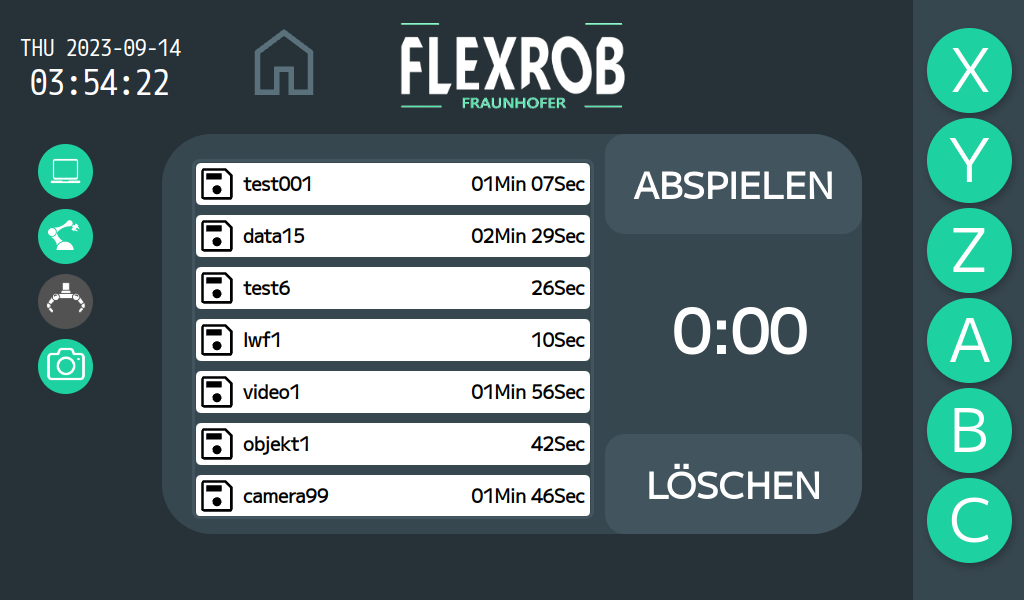 THU 2023-09-14
03:54:22
FLEXROB
FRAUNHOFER
test001 01Min 07Sec
data15 02Min 29Sec
test6 26Sec
lwf1 10Sec
video1 01Min 56Sec
objekt1 42Sec
camera99 01Min 46Sec
ABSPIELEN
0:00
LÖSCHEN
X
Y
Z
A
B
C